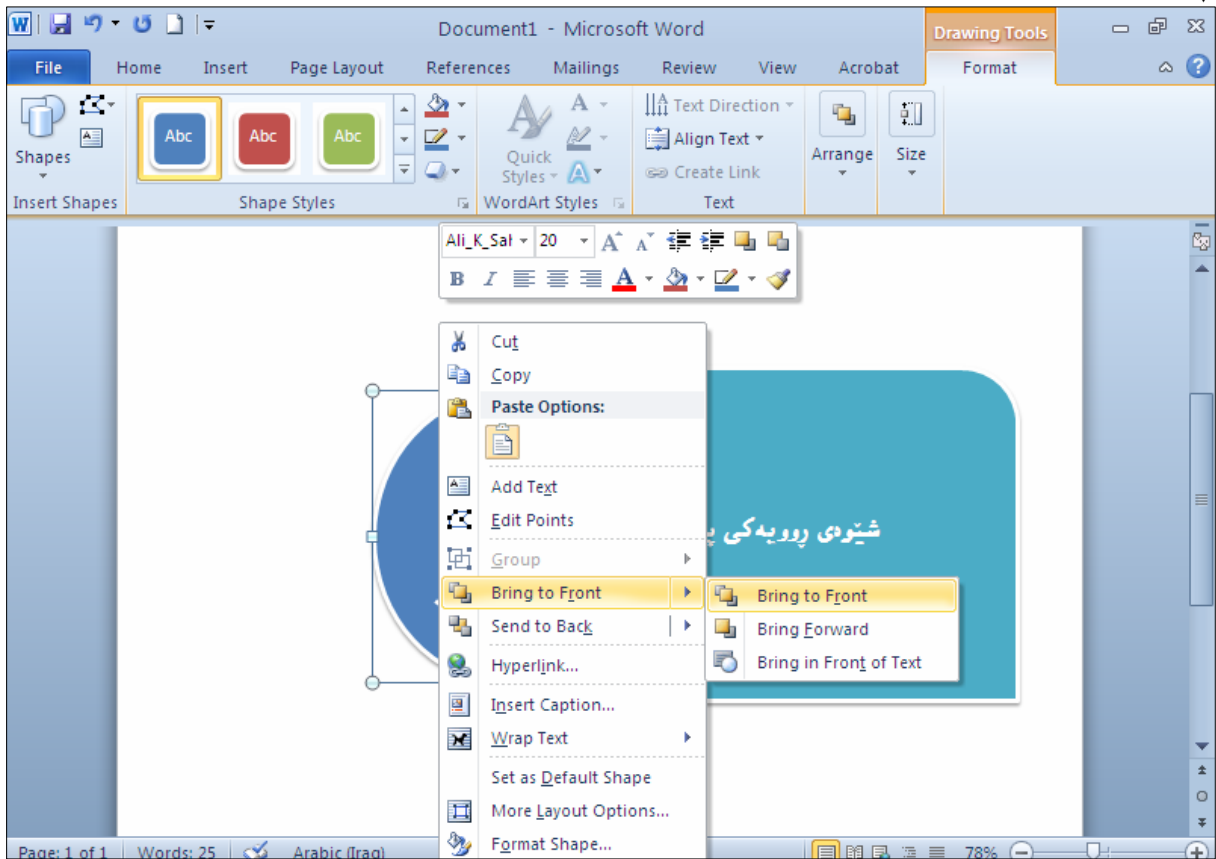 Document1 - Microsoft Word
Drawing Tools
File Home Insert Page Layout References Mailings Review View Acrobat Format
Abc Abc Abc
Shapes
Quick Styles
Text Direction
Align Text
Create Link
Arrange
Size
Insert Shapes Shape Styles WordArt Styles Text
Ali_K_Sah 20
B I A
Cut
Copy
Paste Options:
Add Text
Edit Points
Group
Bring to Front
Send to Back
Hyperlink...
Insert Caption...
Wrap Text
Set as Default Shape
More Layout Options...
Format Shape...
Bring to Front
Bring Forward
Bring in Front of Text
شێوەی ڕوویەکی
Page: 1 of 1 Words: 25 Arabic (Iraq) 78%